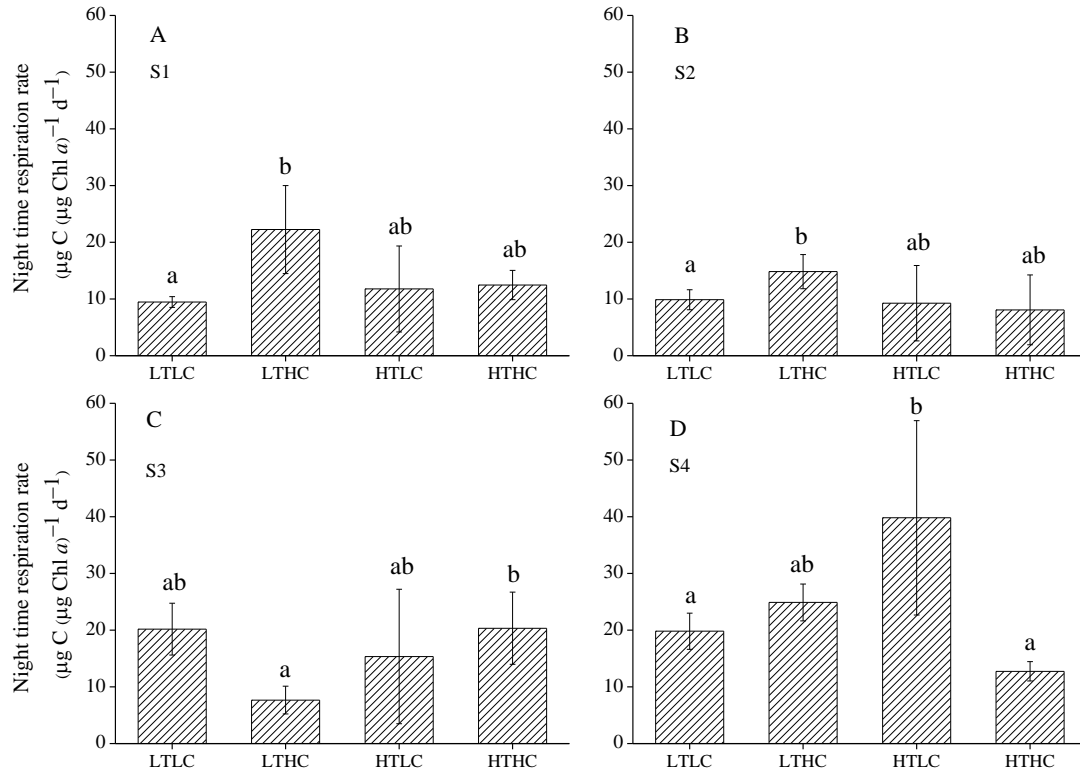 60
50
40
30
20
10
0
Night time respiration rate
(µg C (µg Chl a)⁻¹ d⁻¹)
A
S1
a
b
ab
ab
LTLC LTHC HTLC HTHC
60
50
40
30
20
10
0
B
S2
a
b
ab
ab
LTLC LTHC HTLC HTHC
60
50
40
30
20
10
0
Night time respiration rate
(µg C (µg Chl a)⁻¹ d⁻¹)
C
S3
ab
a
ab
b
LTLC LTHC HTLC HTHC
60
50
40
30
20
10
0
D
S4
a
ab
b
a
LTLC LTHC HTLC HTHC